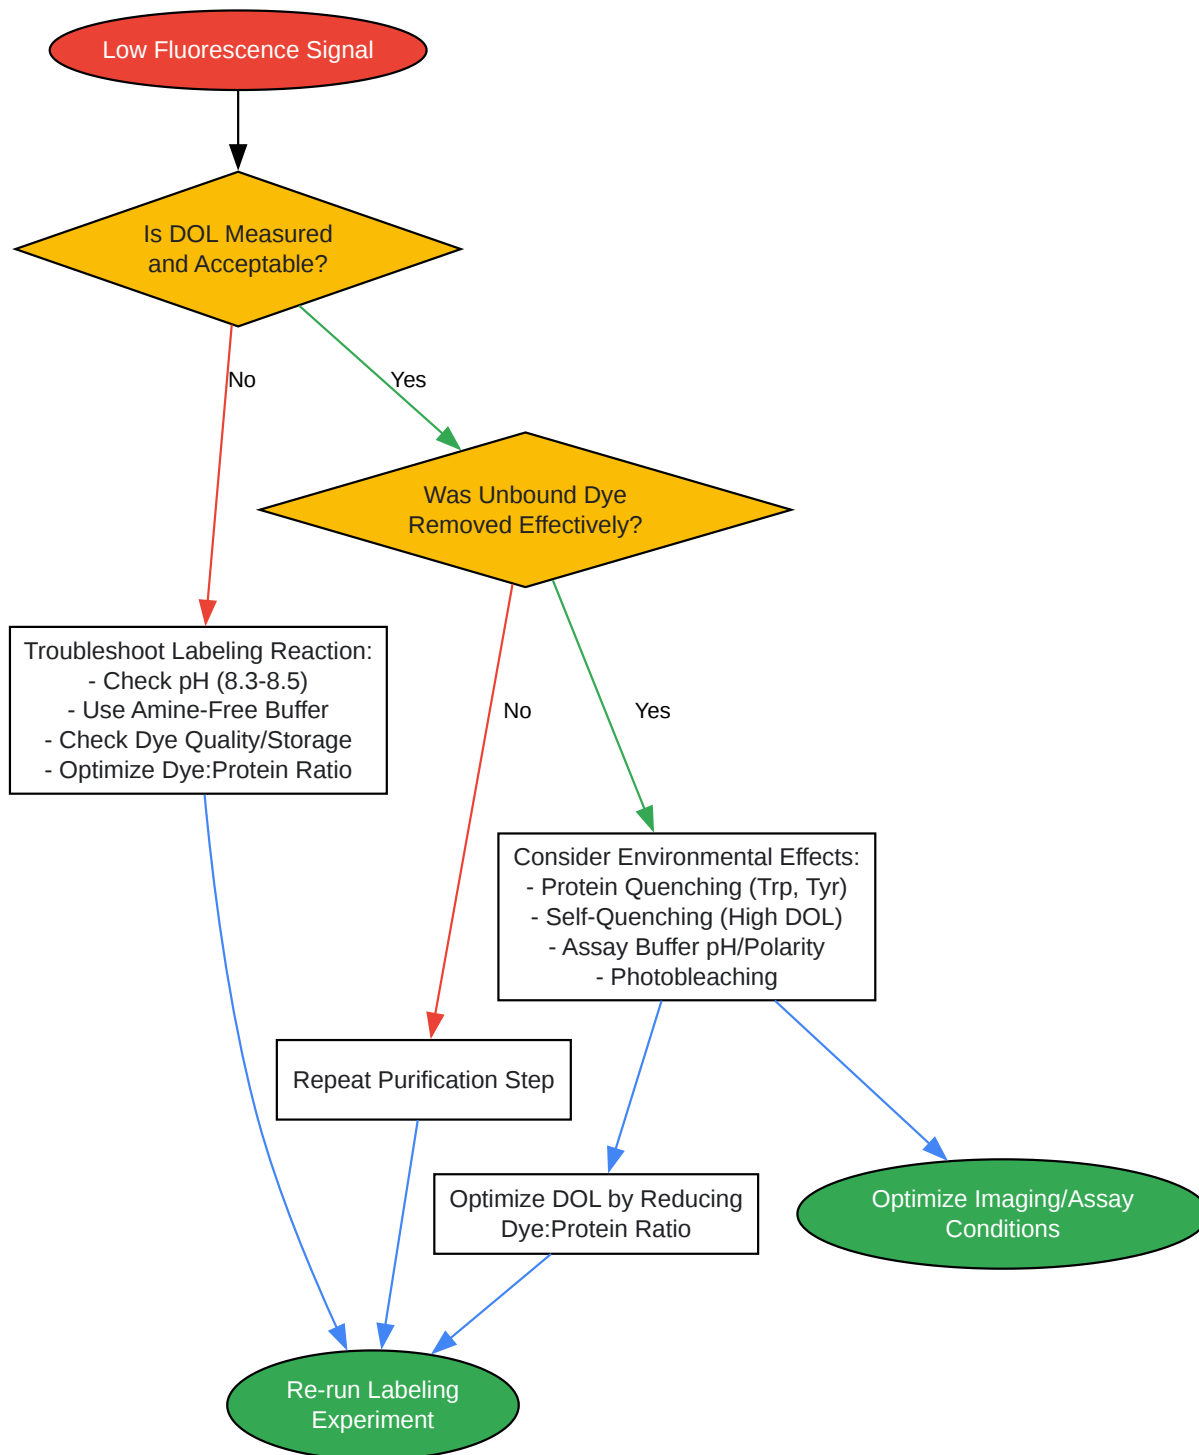 Low Fluorescence Signal
Is DOL Measured
and Acceptable?
No
Yes
Was Unbound Dye
Removed Effectively?
Troubleshoot Labeling Reaction:
- Check pH (8.3-8.5)
- Use Amine-Free Buffer
- Check Dye Quality/Storage
- Optimize Dye:Protein Ratio
No
Yes
Consider Environmental Effects:
- Protein Quenching (Trp, Tyr)
- Self-Quenching (High DOL)
- Assay Buffer pH/Polarity
- Photobleaching
Repeat Purification Step
Optimize DOL by Reducing
Dye:Protein Ratio
Optimize Imaging/Assay
Conditions
Re-run Labeling
Experiment